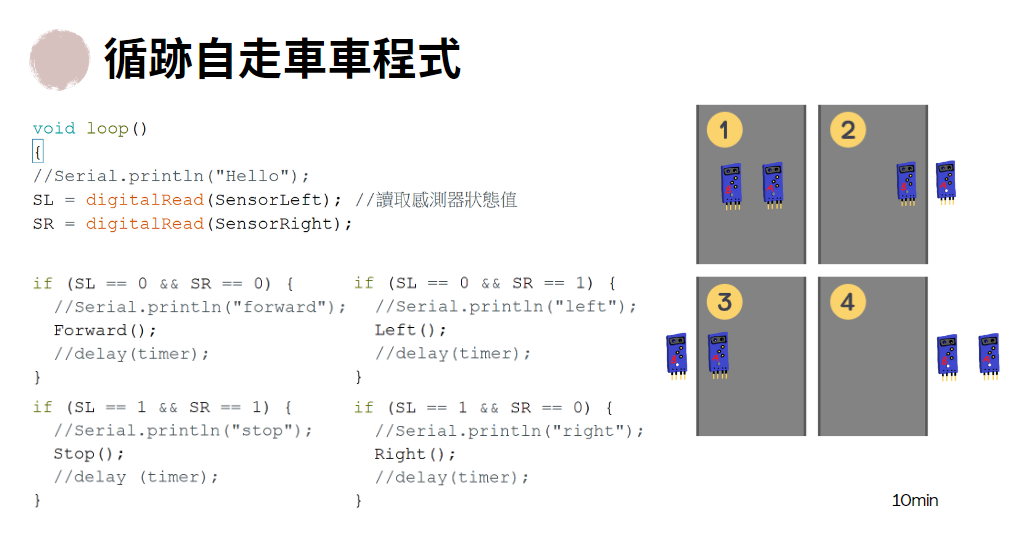 循跡自走車車程式
void loop()
{
//Serial.println("Hello");
SL = digitalRead(SensorLeft); //讀取感測器狀態值
SR = digitalRead(SensorRight);
if (SL == 0 && SR == 0) {
//Serial.println("forward");
Forward();
//delay(timer);
}
if (SL == 0 && SR == 1) {
//Serial.println("left");
Left();
//delay(timer);
}
if (SL == 1 && SR == 1) {
//Serial.println("stop");
Stop();
//delay (timer);
}
if (SL == 1 && SR == 0) {
//Serial.println("right");
Right();
//delay(timer);
}
1
2
3
4
10min